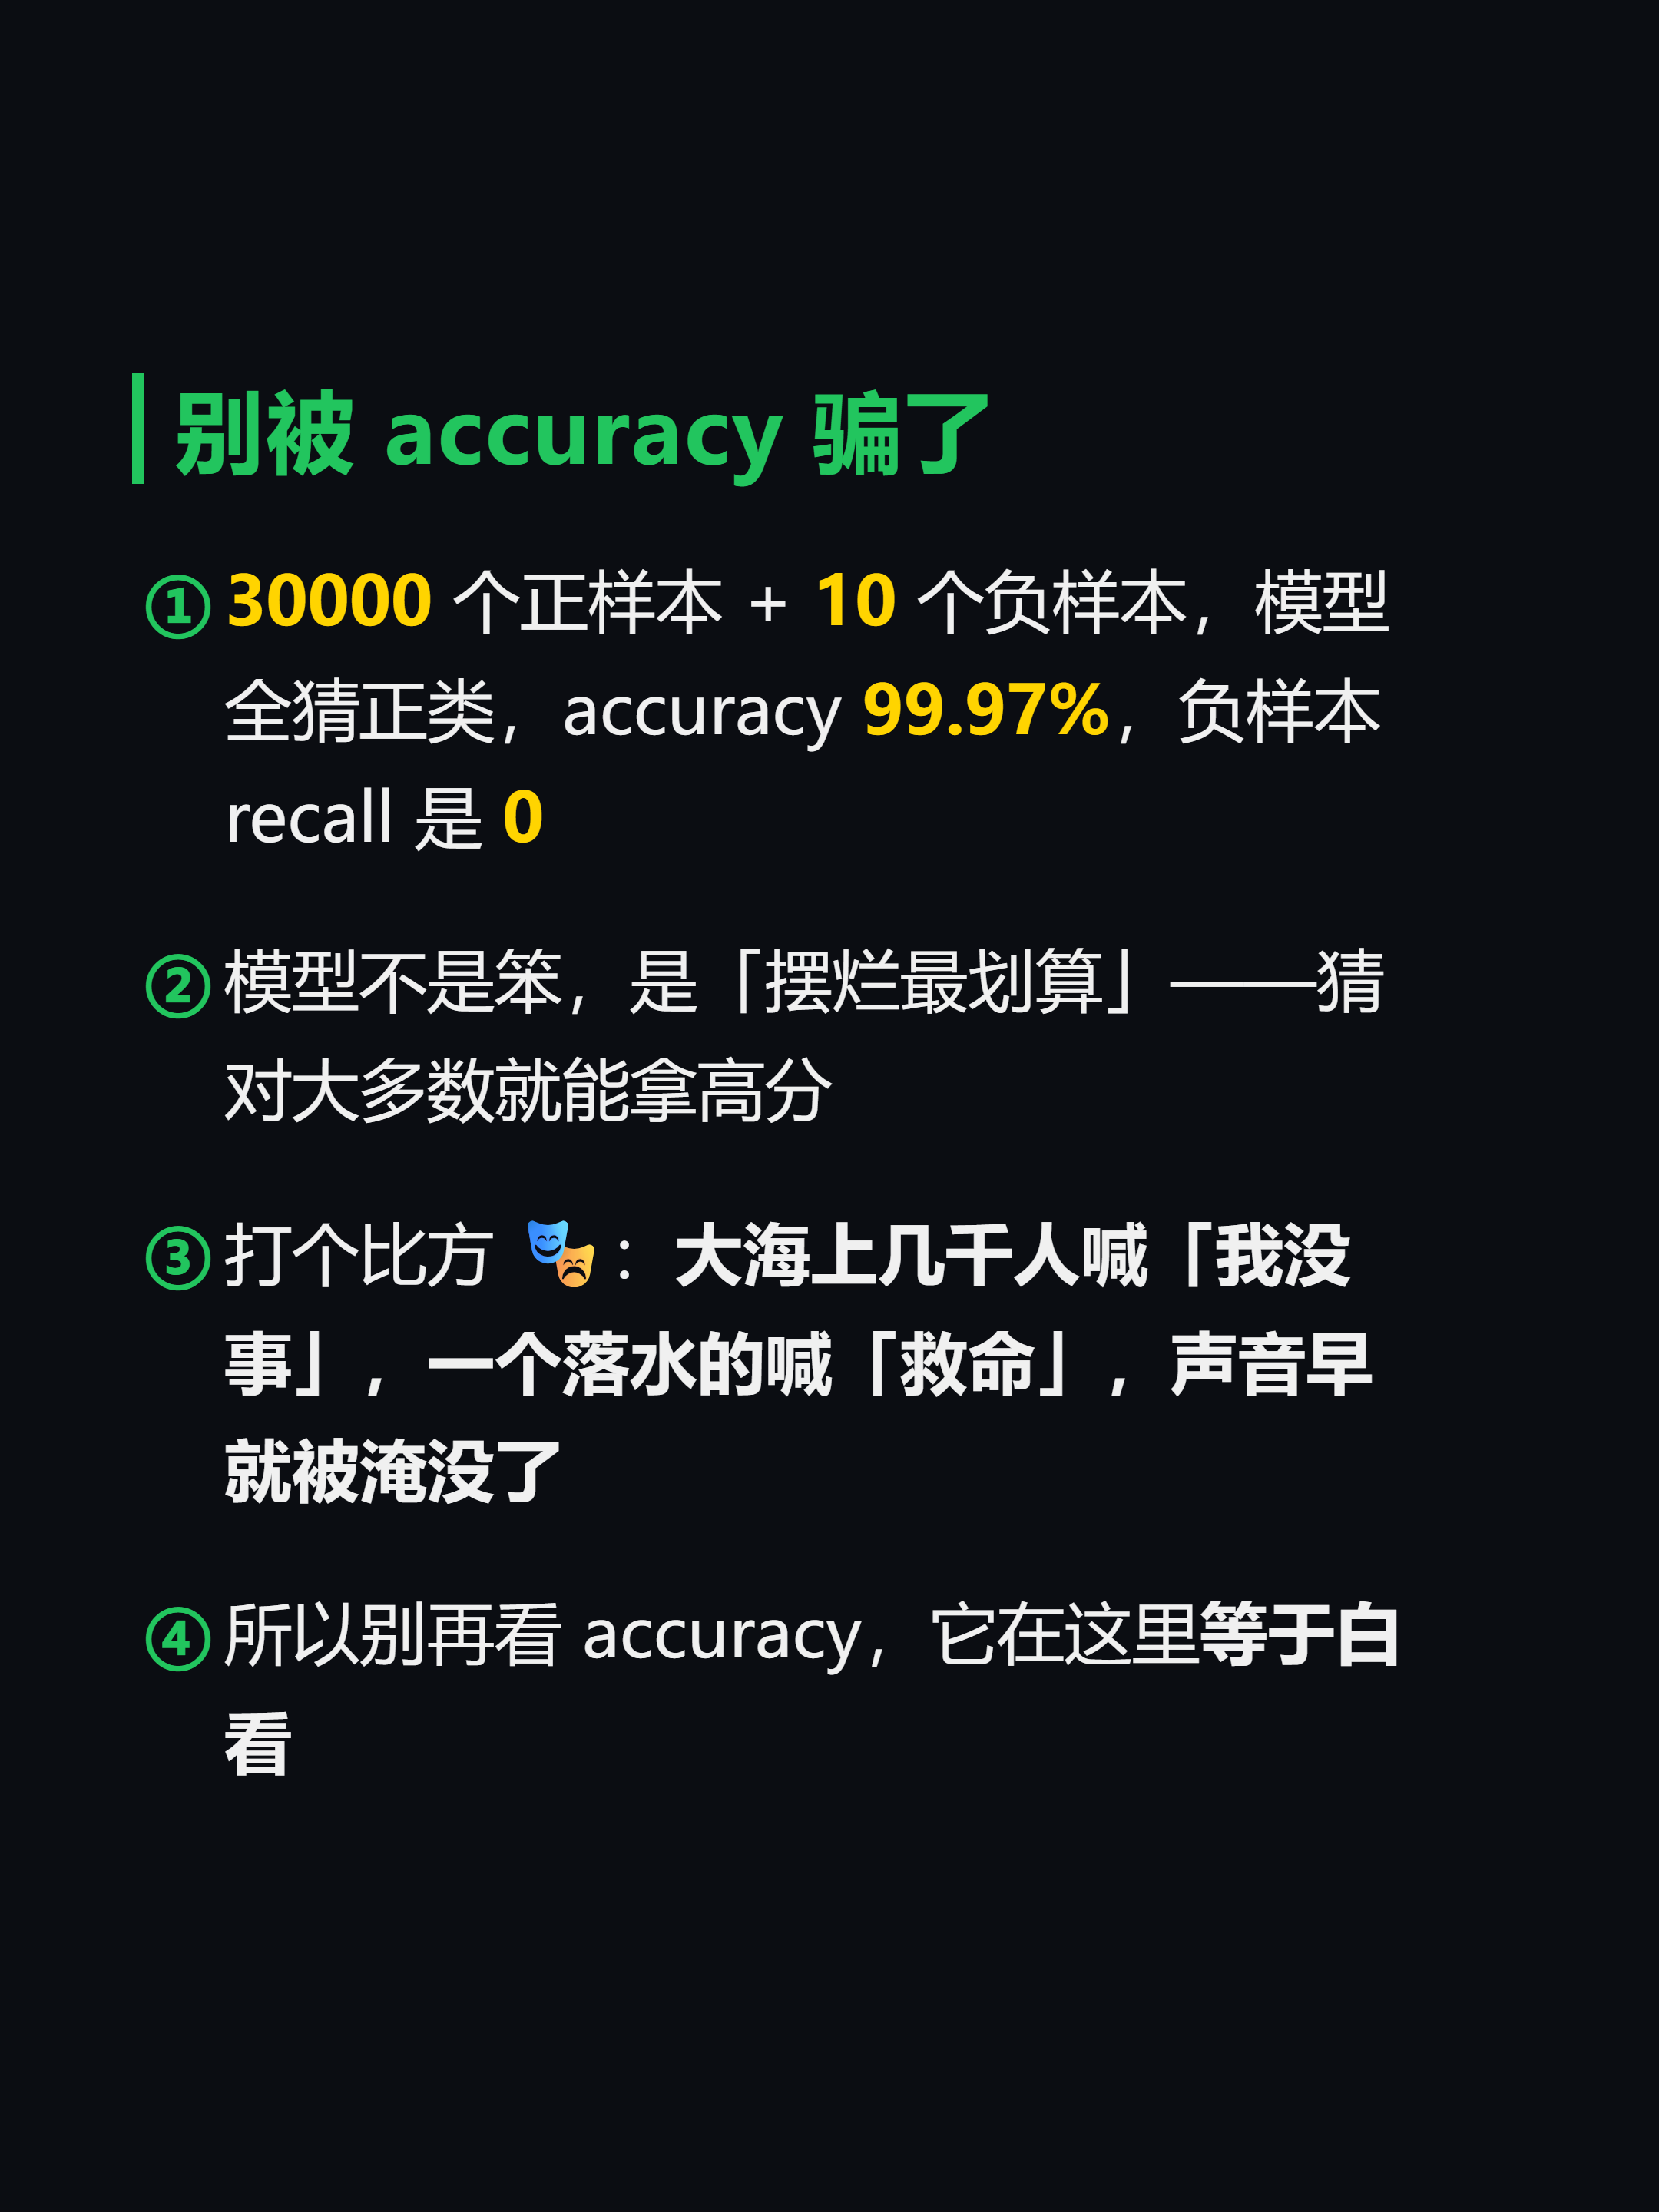 别被 accuracy 骗了
① 30000 个正样本 + 10 个负样本，模型
全猜正类，accuracy 99.97%，负样本
recall 是 0
② 模型不是笨，是「摆烂最划算」——猜
对大多数就能拿高分
③ 打个比方 🎭：大海上几千人喊「我没
事」，一个落水的喊「救命」，声音早
就被淹没了
④ 所以别再看 accuracy，它在这里等于白
看